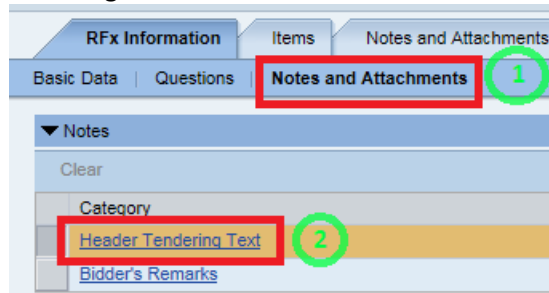 RFx Information Items Notes and Attachments
Basic Data | Questions | Notes and Attachments 1
Notes
Clear
Category
Header Tendering Text 2
Bidder's Remarks